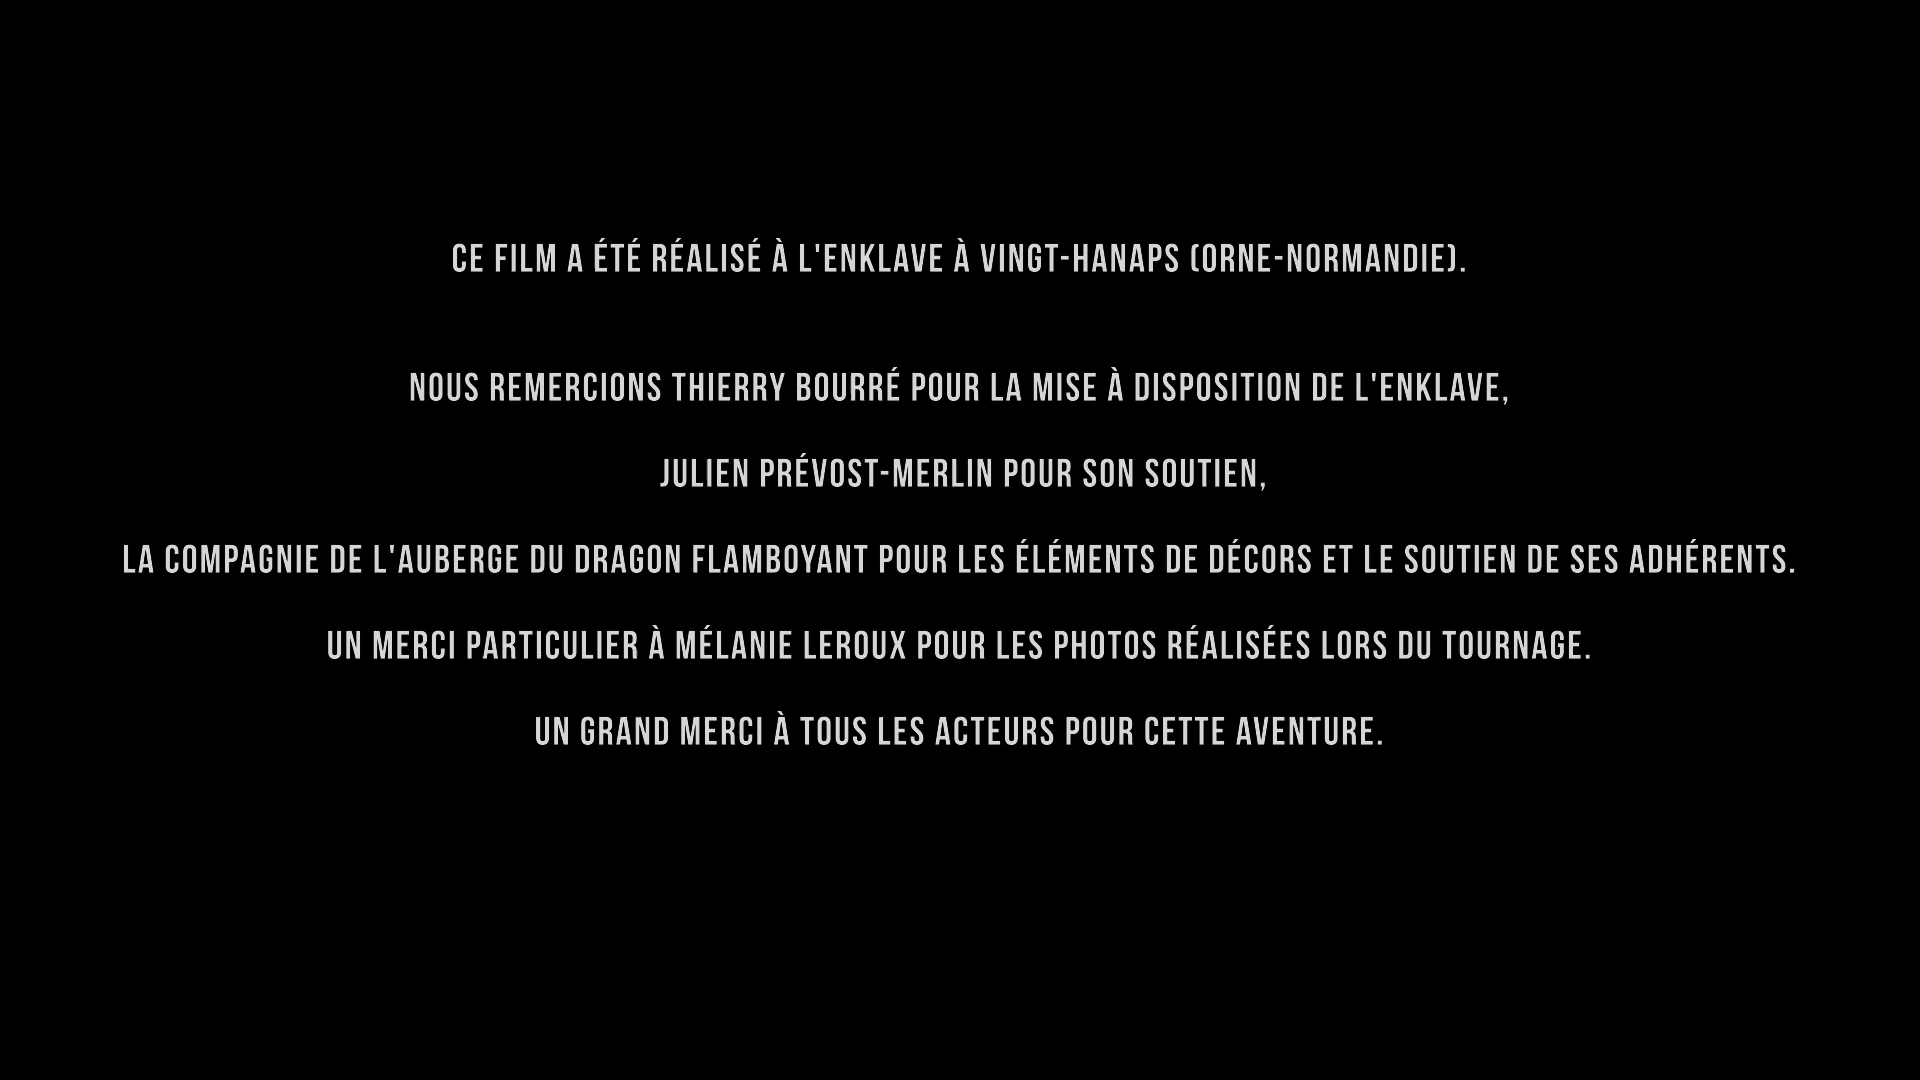 CE FILM A ÉTÉ RÉALISÉ À L'ENKLAVE À VINGT-HANAPS (ORNE-NORMANDIE).
NOUS REMERCIONS THIERRY BOURRÉ POUR LA MISE À DISPOSITION DE L'ENKLAVE,
JULIEN PRÉVOST-MERLIN POUR SON SOUTIEN,
LA COMPAGNIE DE L'AUBERGE DU DRAGON FLAMBOYANT POUR LES ÉLÉMENTS DE DÉCORS ET LE SOUTIEN DE SES ADHÉRENTS.
UN MERCI PARTICULIER À MÉLANIE LEROUX POUR LES PHOTOS RÉALISÉES LORS DU TOURNAGE.
UN GRAND MERCI À TOUS LES ACTEURS POUR CETTE AVENTURE.